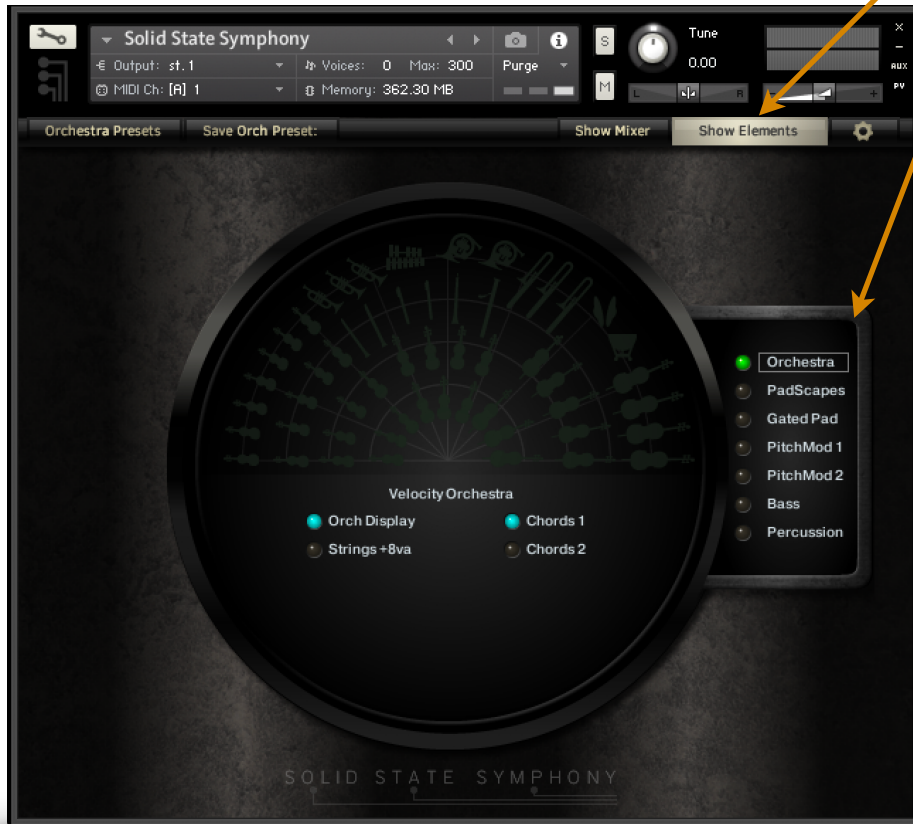 Solid State Symphony
S
Tune
Output: st.1
Voices: 0 Max: 300
Purge
0.00
AUX
MIDI Ch: [A] 1
Memory: 362.30 MB
M
L
R
PV
Orchestra Presets
Save Orch Preset:
Show Mixer
Show Elements
Orchestra
PadScapes
Gated Pad
PitchMod 1
PitchMod 2
Bass
Percussion
Velocity Orchestra
Orch Display
Chords 1
Strings +8va
Chords 2
SOLID STATE SYMPHONY